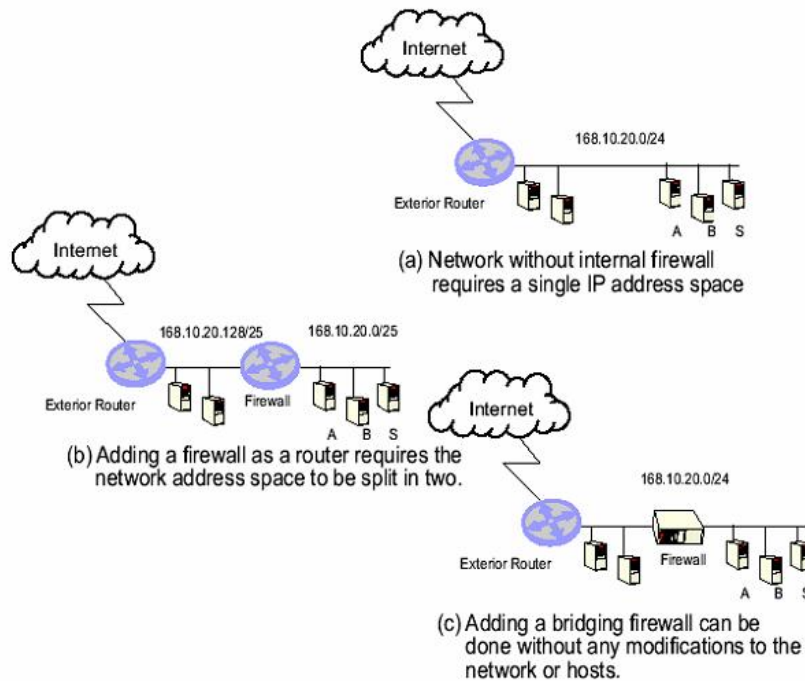 Internet
168.10.20.0/24
Exterior Router
A B S
(a) Network without internal firewall
requires a single IP address space
Internet
168.10.20.128/25
168.10.20.0/25
Exterior Router
Firewall
A B S
(b) Adding a firewall as a router requires the
network address space to be split in two.
Internet
168.10.20.0/24
Exterior Router
Firewall
A B S
(c) Adding a bridging firewall can be
done without any modifications to the
network or hosts.